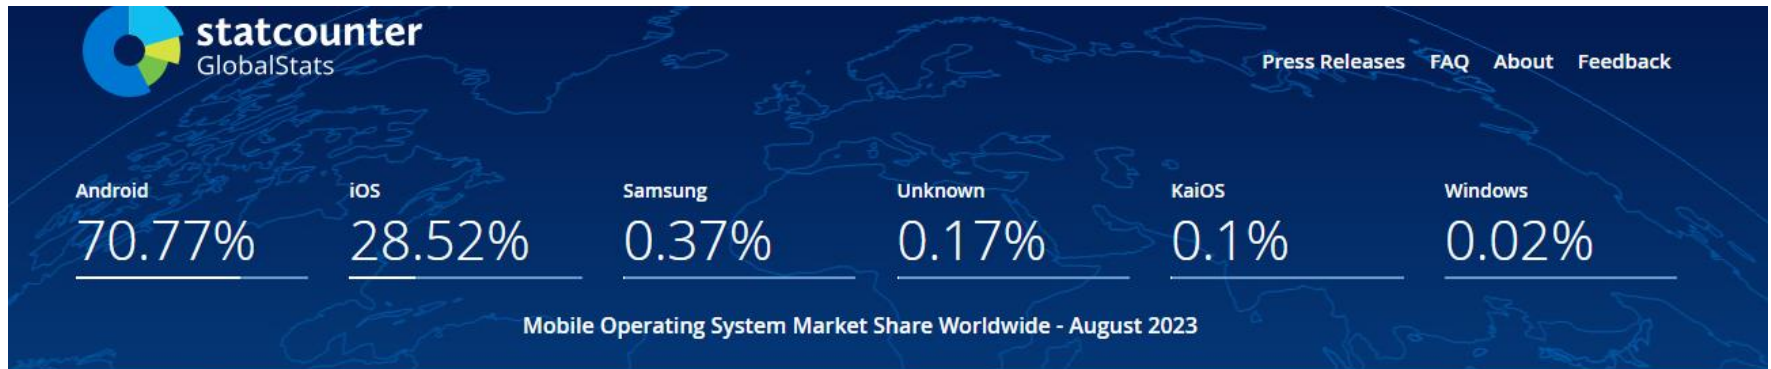 statcounter
GlobalStats
Press Releases FAQ About Feedback
Android iOS Samsung Unknown KaiOS Windows
70.77% 28.52% 0.37% 0.17% 0.1% 0.02%
Mobile Operating System Market Share Worldwide - August 2023